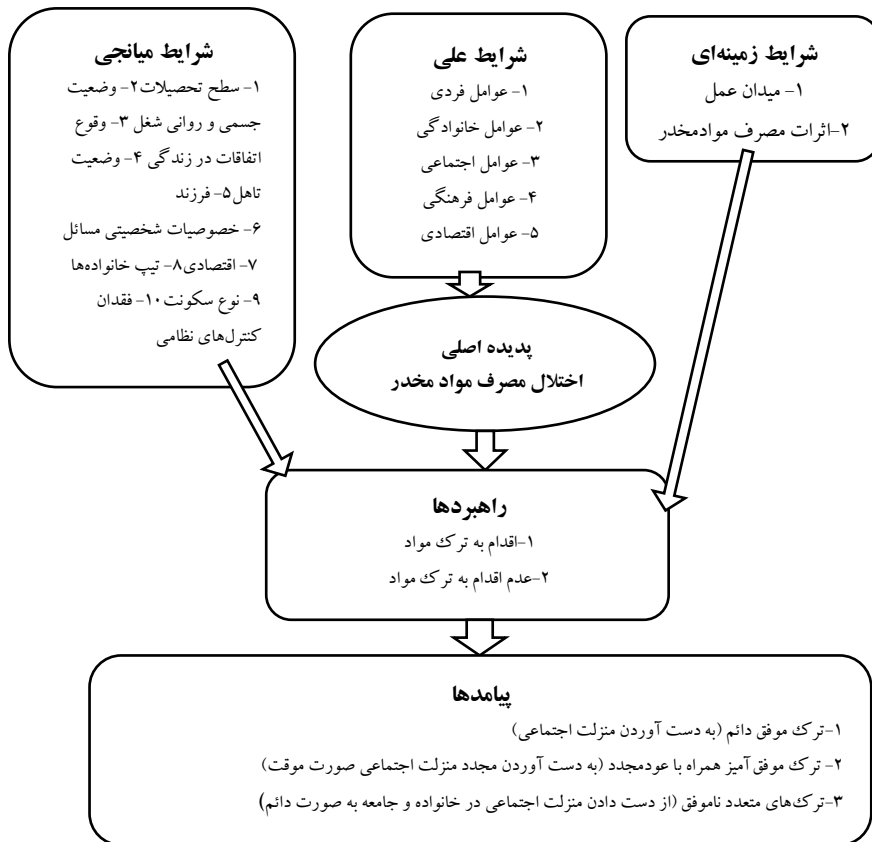 شرایط زمینه‌ای
۱- میدان عمل
۲-اثرات مصرف موادمخدر
شرایط علی
۱- عوامل فردی
۲- عوامل خانوادگی
۳- عوامل اجتماعی
۴- عوامل فرهنگی
۵- عوامل اقتصادی
شرایط میانجی
۱- سطح تحصیلات۲- وضعیت
جسمی و روانی شغل ۳- وقوع
اتفاقات در زندگی ۴- وضعیت
تاهل۵- فرزند
۶- خصوصیات شخصیتی مسائل
۷- اقتصادی۸- تیپ خانواده‌ها
۹- نوع سکونت۱۰- فقدان
کنترل‌های نظامی
پدیده اصلی
اختلال مصرف مواد مخدر
راهبردها
۱-اقدام به ترک مواد
۲-عدم اقدام به ترک مواد
پیامدها
۱-ترک موفق دائم (به دست آوردن منزلت اجتماعی)
۲- ترک موفق آمیز همراه با عودمجدد (به دست آوردن مجدد منزلت اجتماعی صورت موقت)
۳-ترک‌های متعدد ناموفق (از دست دادن منزلت اجتماعی در خانواده و جامعه به صورت دائم)